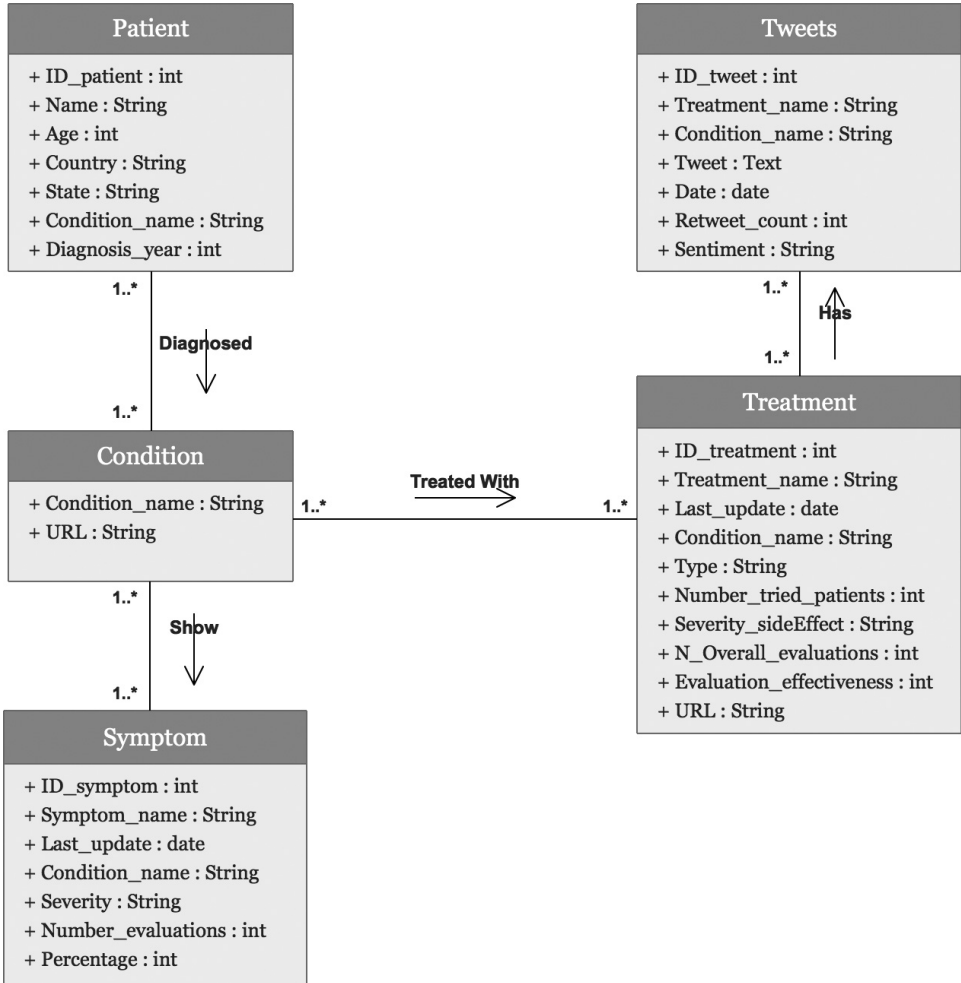 Patient
+ ID_patient : int
+ Name : String
+ Age : int
+ Country : String
+ State : String
+ Condition_name : String
+ Diagnosis_year : int
1..*
Diagnosed
1..*
Tweets
+ ID_tweet : int
+ Treatment_name : String
+ Condition_name : String
+ Tweet : Text
+ Date : date
+ Retweet_count : int
+ Sentiment : String
1..*
Has
1..*
Condition
+ Condition_name : String
+ URL : String
1..*
Treated With
1..*
Treatment
+ ID_treatment : int
+ Treatment_name : String
+ Last_update : date
+ Condition_name : String
+ Type : String
+ Number_tried_patients : int
+ Severity_sideEffect : String
+ N_Overall_evaluations : int
+ Evaluation_effectiveness : int
+ URL : String
1..*
Show
1..*
Symptom
+ ID_symptom : int
+ Symptom_name : String
+ Last_update : date
+ Condition_name : String
+ Severity : String
+ Number_evaluations : int
+ Percentage : int